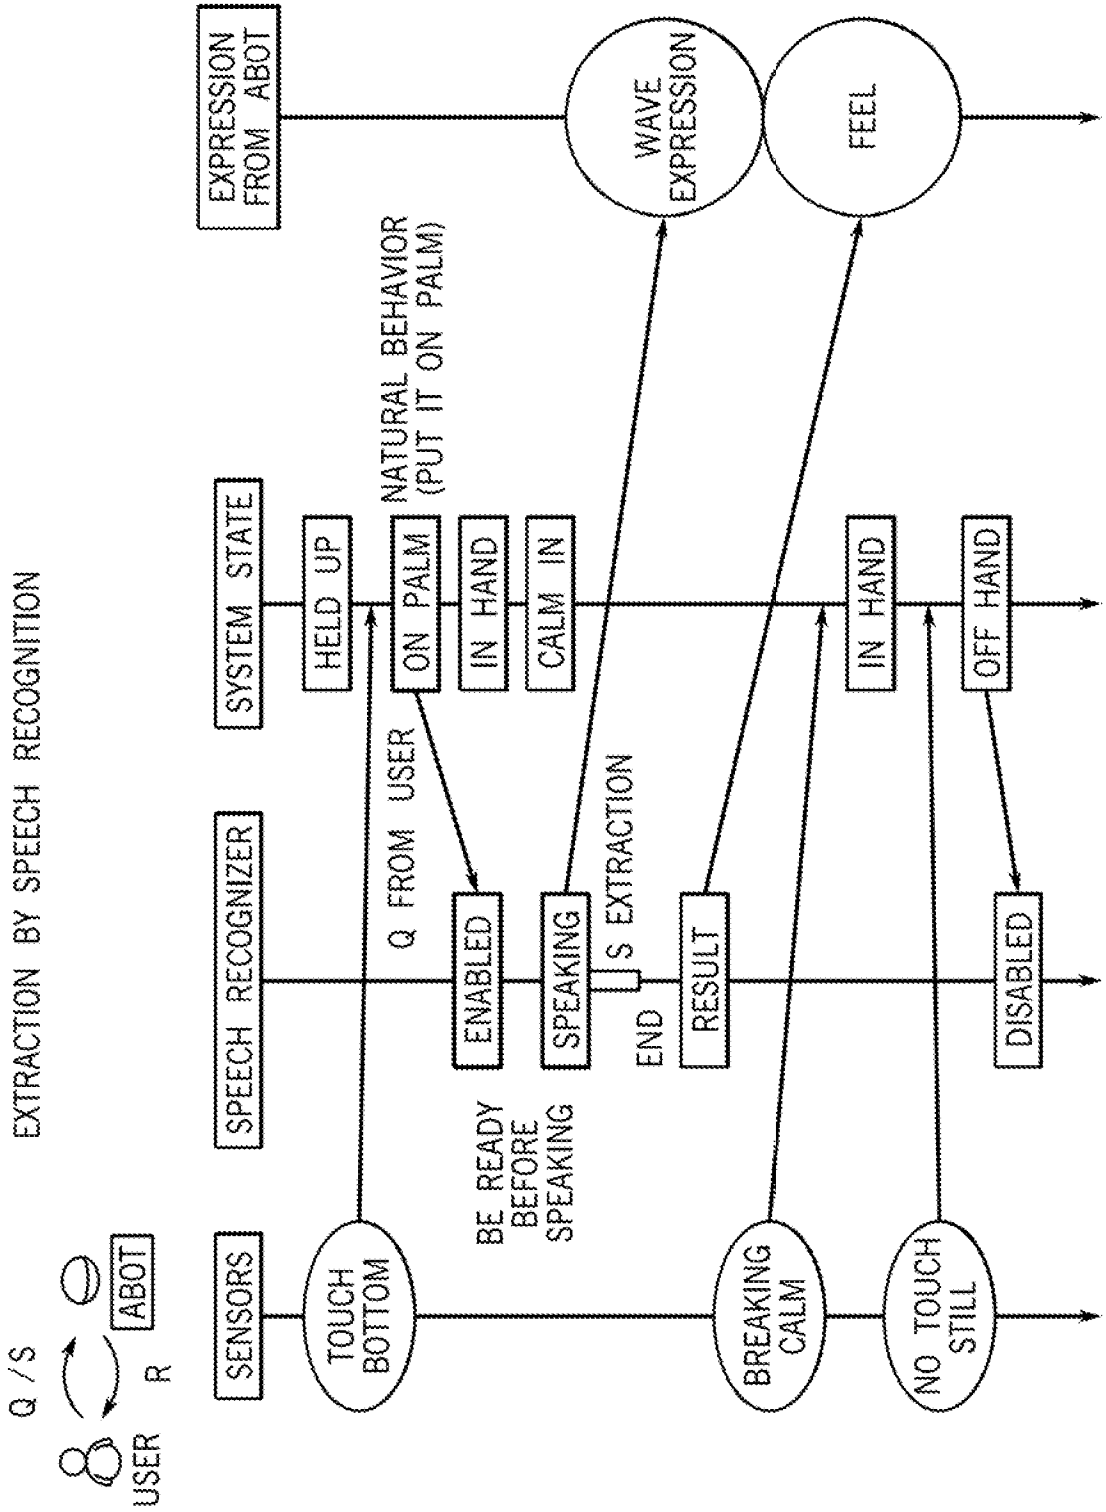 EXTRACTION BY SPEECH RECOGNITION
Q /S
USER
ABOT
R
SENSORS
SPEECH RECOGNIZER
SYSTEM STATE
EXPRESSION
FROM ABOT
TOUCH
BOTTOM
HELD UP
Q FROM USER
ON PALM
NATURAL BEHAVIOR
(PUT IT ON PALM)
ENABLED
IN HAND
BE READY
BEFORE
SPEAKING
SPEAKING
CALM IN
S EXTRACTION
END
WAVE
EXPRESSION
RESULT
BREAKING
CALM
FEEL
IN HAND
NO TOUCH
STILL
OFF HAND
DISABLED